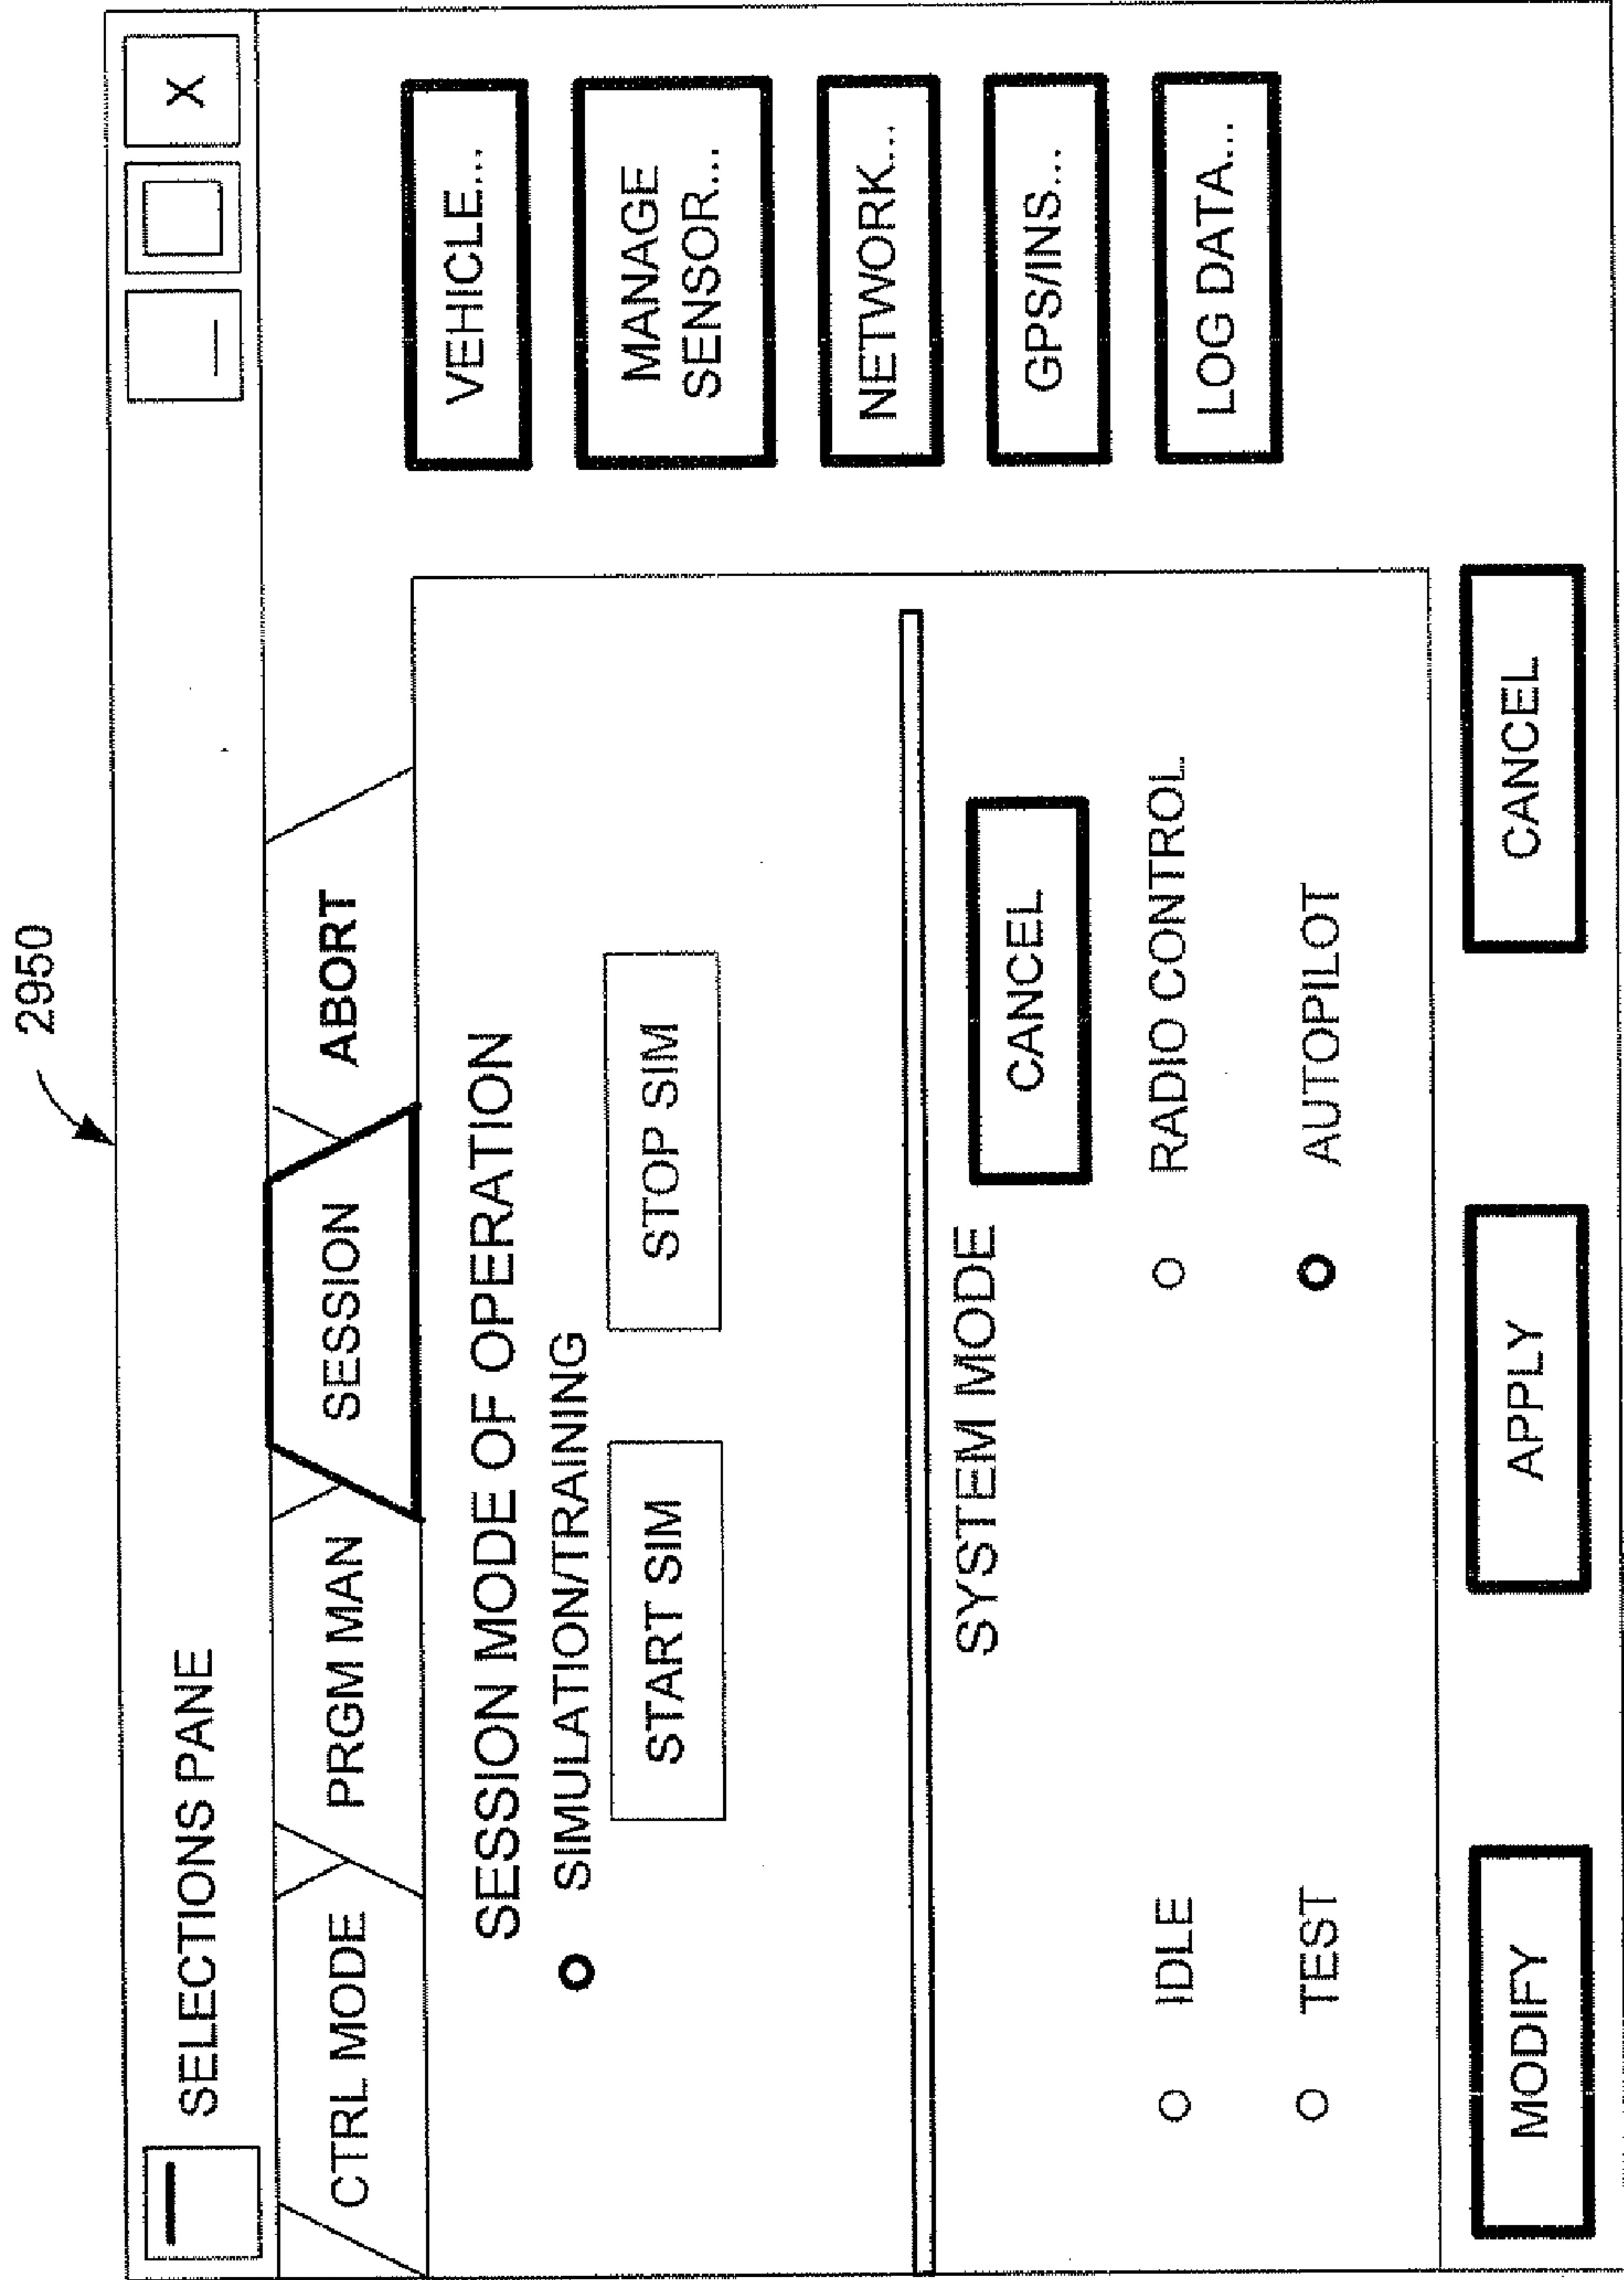 2950
SELECTIONS PANE
X
CTRL MODE
PRGM MAN
SESSION
ABORT
SESSION MODE OF OPERATION
SIMULATION/TRAINING
START SIM
STOP SIM
SYSTEM MODE
CANCEL
IDLE
RADIO CONTROL
TEST
AUTOPILOT
VEHICLE...
MANAGE
SENSOR...
NETWORK...
GPS/INS...
LOG DATA...
MODIFY
APPLY
CANCEL